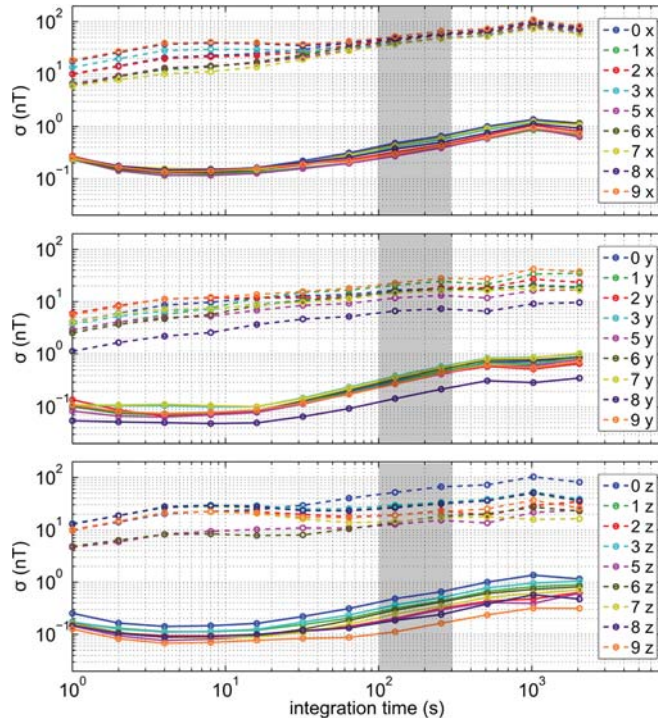 10²
10¹
10⁰
10⁻¹
σ (nT)
0 x
1 x
2 x
3 x
5 x
6 x
7 x
8 x
9 x
10²
10¹
10⁰
10⁻¹
σ (nT)
0 y
1 y
2 y
3 y
5 y
6 y
7 y
8 y
9 y
10²
10¹
10⁰
10⁻¹
σ (nT)
0 z
1 z
2 z
3 z
5 z
6 z
7 z
8 z
9 z
10⁰ 10¹ 10² 10³
integration time (s)